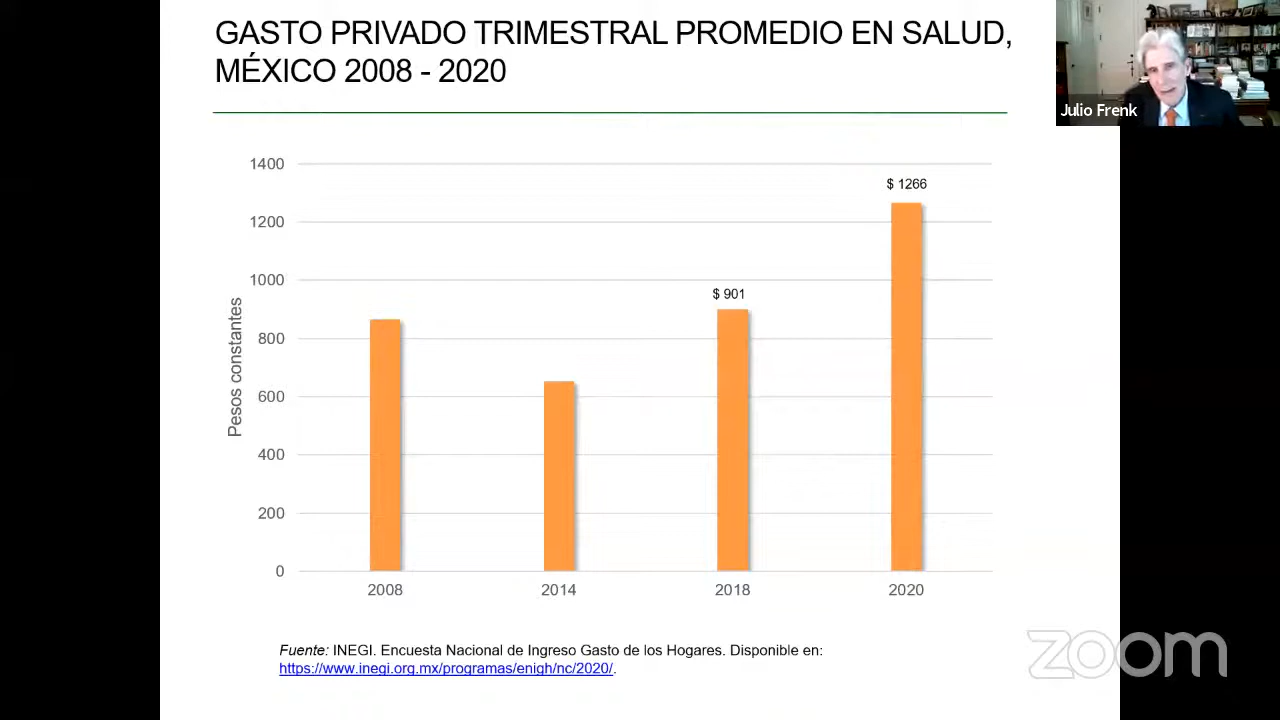 GASTO PRIVADO TRIMESTRAL PROMEDIO EN SALUD,
MÉXICO 2008 - 2020
Julio Frenk
Pesos constantes
1400
1200
1000
800
600
400
200
0
$ 901
$ 1266
2008
2014
2018
2020
Fuente: INEGI. Encuesta Nacional de Ingreso Gasto de los Hogares. Disponible en:
https://www.inegi.org.mx/programas/enigh/nc/2020/.
zoom